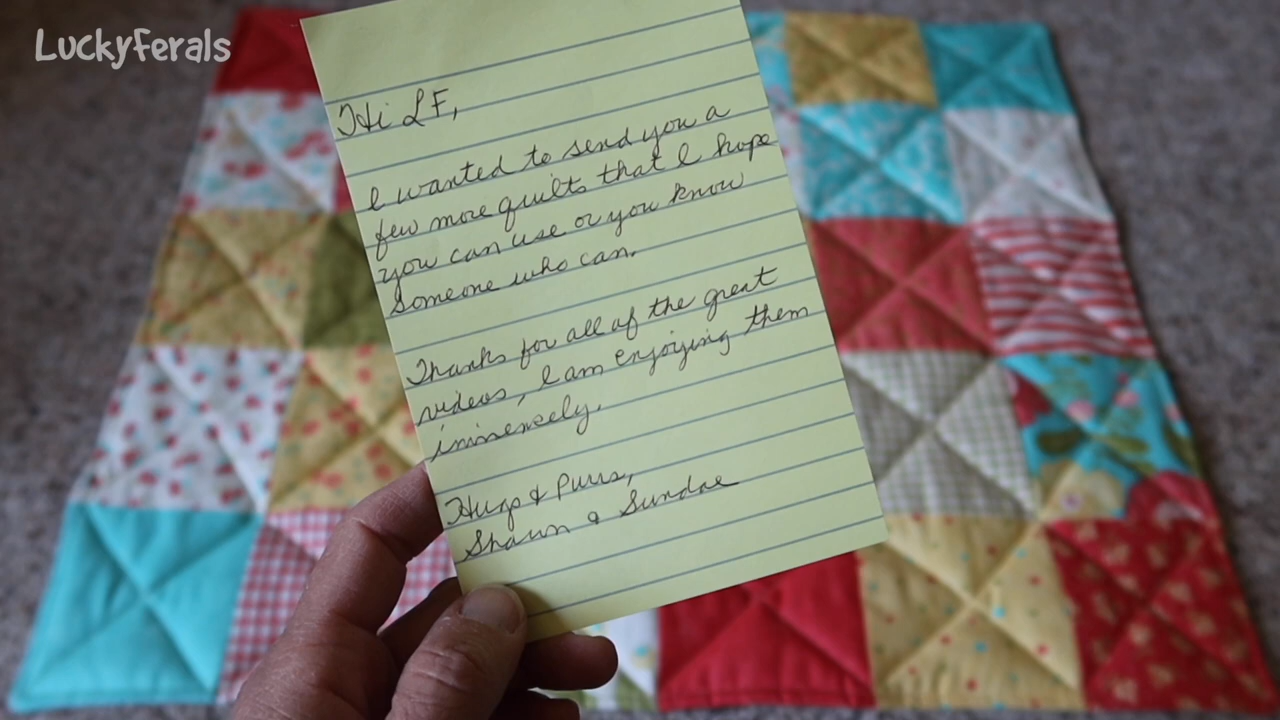 LuckyFerals
Hi LF,
I wanted to send you a
few more quilts that I hope
you can use or you know
someone who can.
Thanks for all of the great
videos, I am enjoying them
immensely.
Hugs & Purrs,
Shawn & Sundae